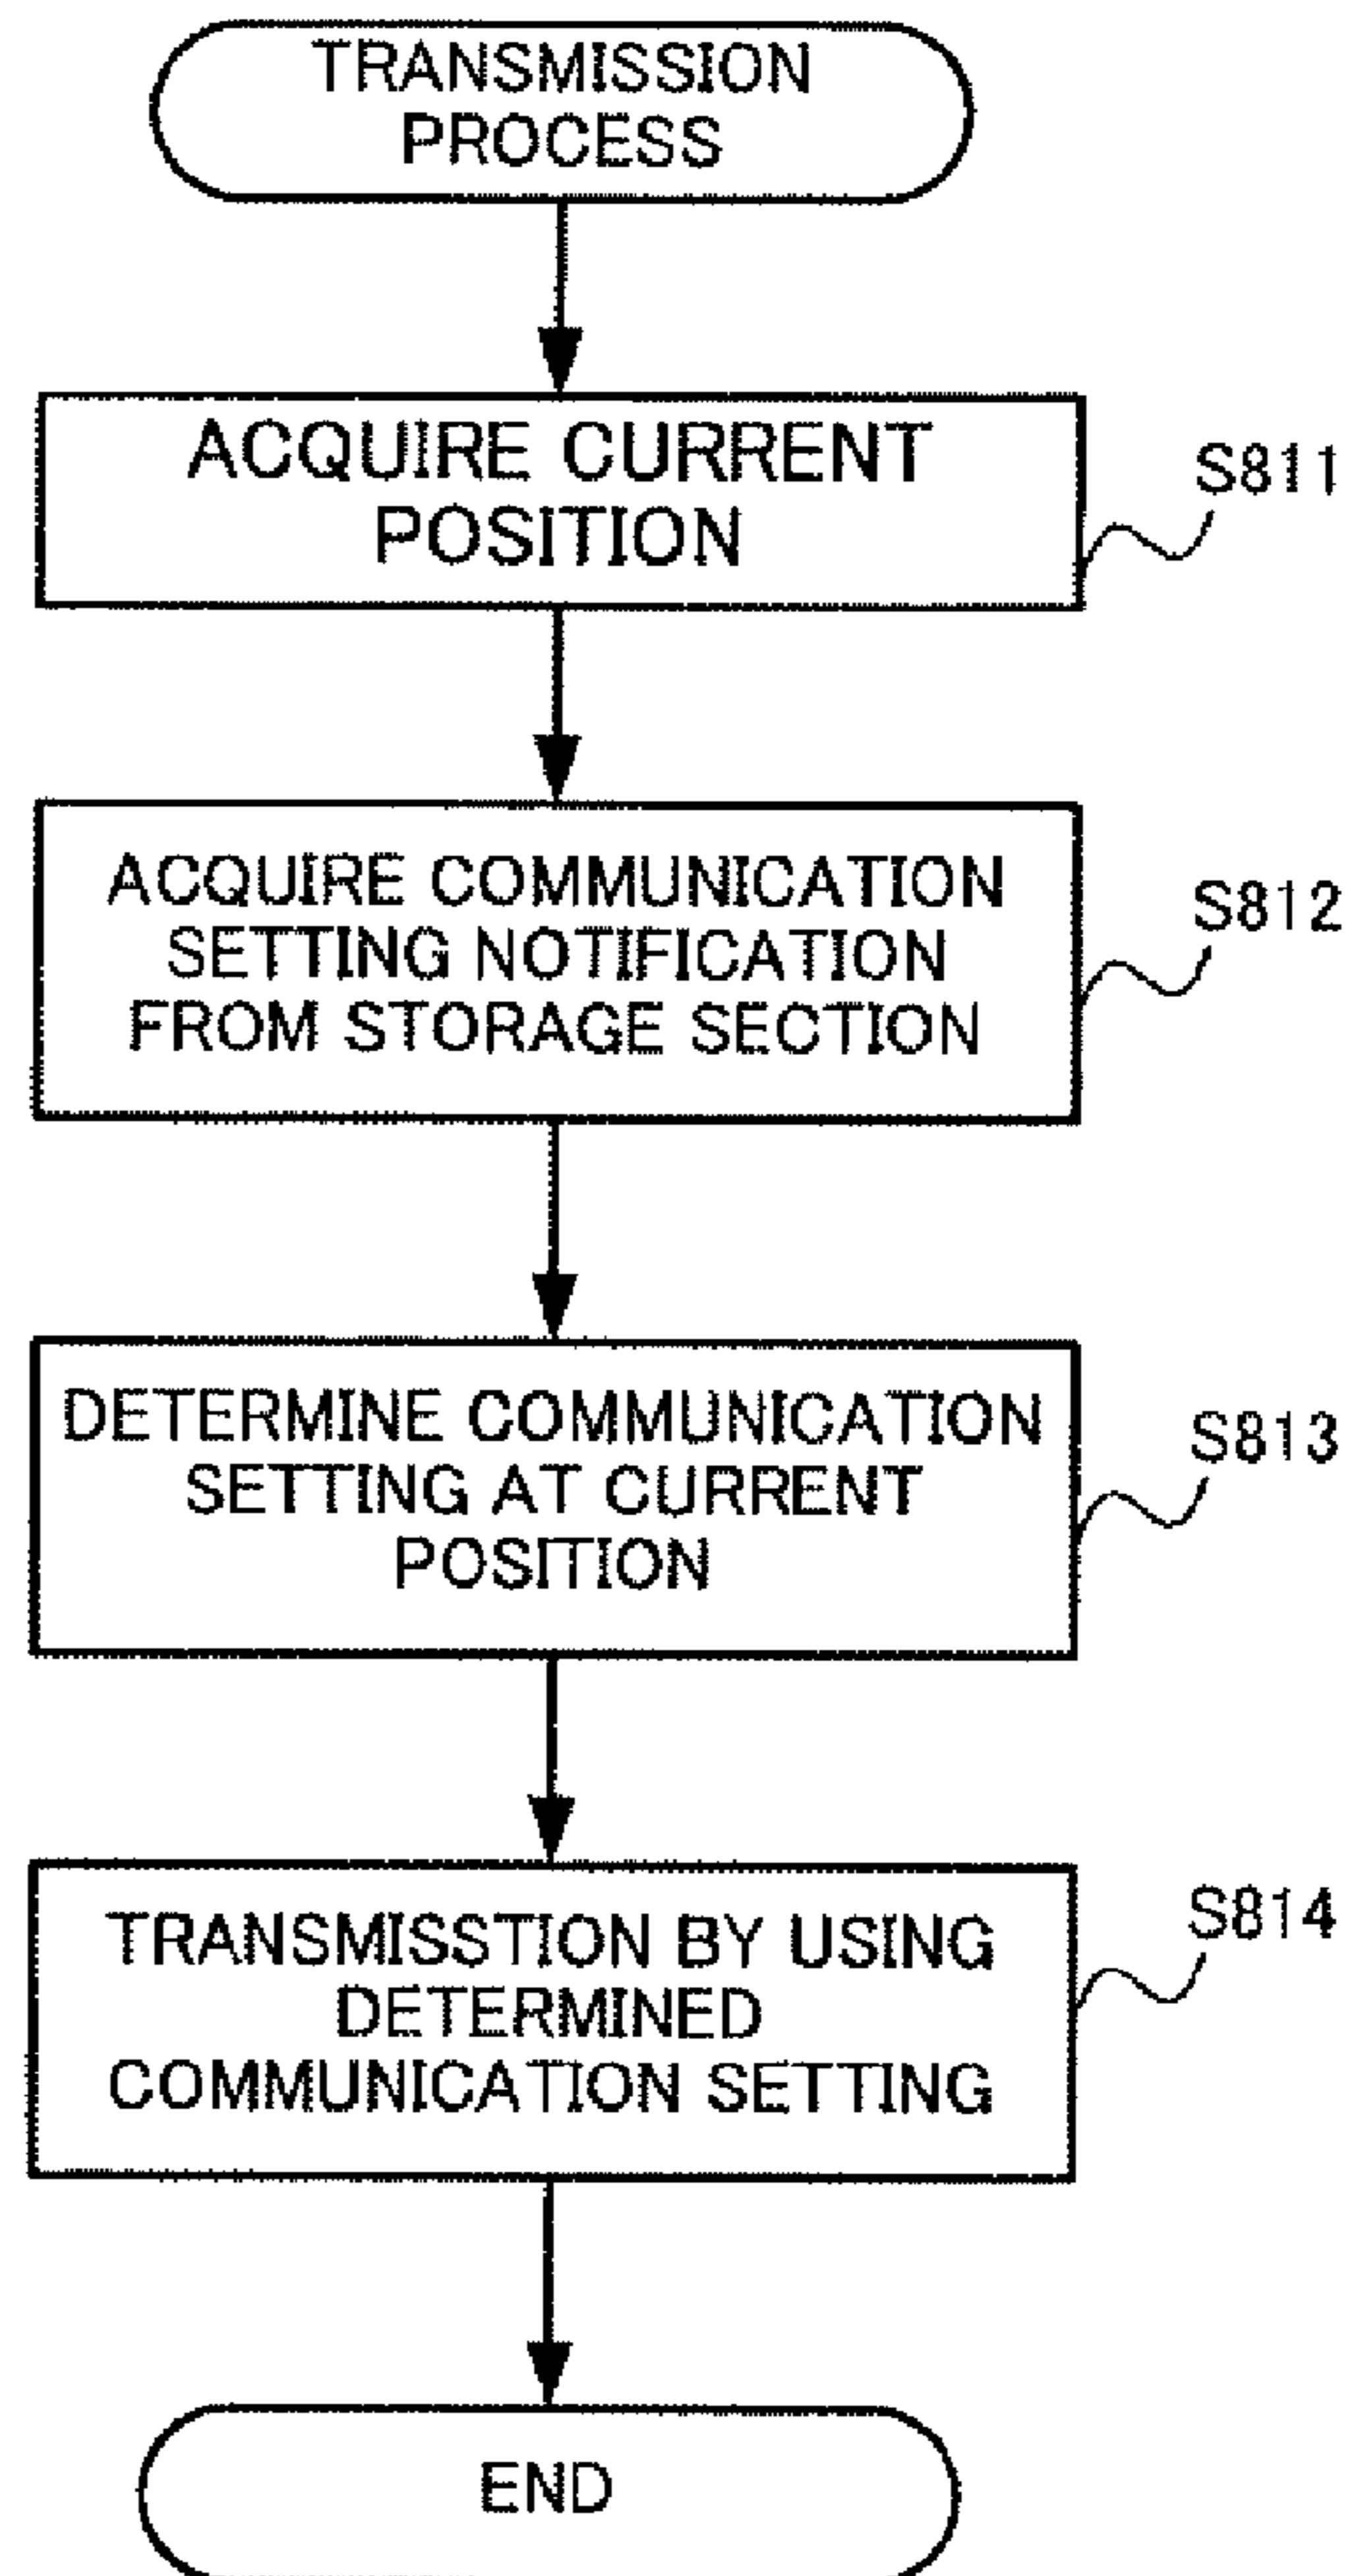 TRANSMISSION
PROCESS
ACQUIRE CURRENT
POSITION
S811
ACQUIRE COMMUNICATION
SETTING NOTIFICATION
FROM STORAGE SECTION
S812
DETERMINE COMMUNICATION
SETTING AT CURRENT
POSITION
S813
TRANSMISSTION BY USING
DETERMINED
COMMUNICATION SETTING
S814
END